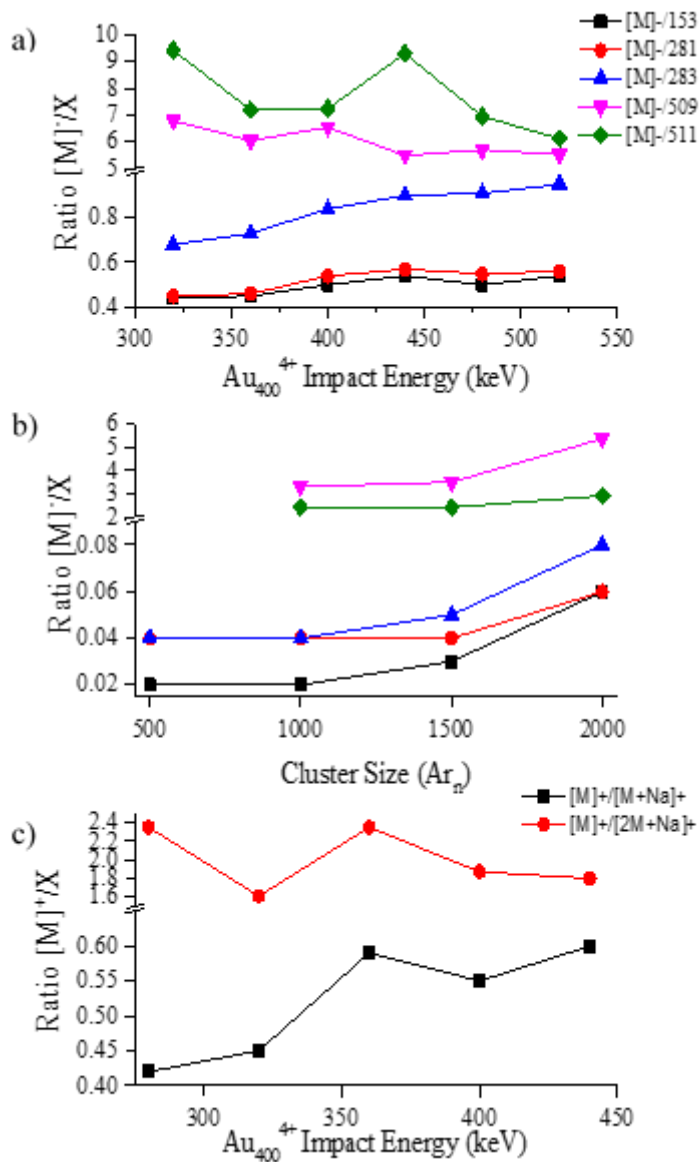 a)
[M]-/153
[M]-/281
[M]-/283
[M]-/509
[M]-/511
Ratio [M]⁻/X
10
9
8
7
6
5
0.8
0.6
0.4
300 350 400 450 500 550
Au₄₀₀⁴⁺ Impact Energy (keV)
b)
Ratio [M]⁻/X
6
5
4
3
2
0.08
0.06
0.04
0.02
500 1000 1500 2000
Cluster Size (Arₙ)
c)
[M]+/[M+Na]+
[M]+/[2M+Na]+
Ratio [M]⁺/X
2.4
2.2
2.0
1.8
1.6
0.60
0.55
0.50
0.45
0.40
300 350 400 450
Au₄₀₀⁴⁺ Impact Energy (keV)